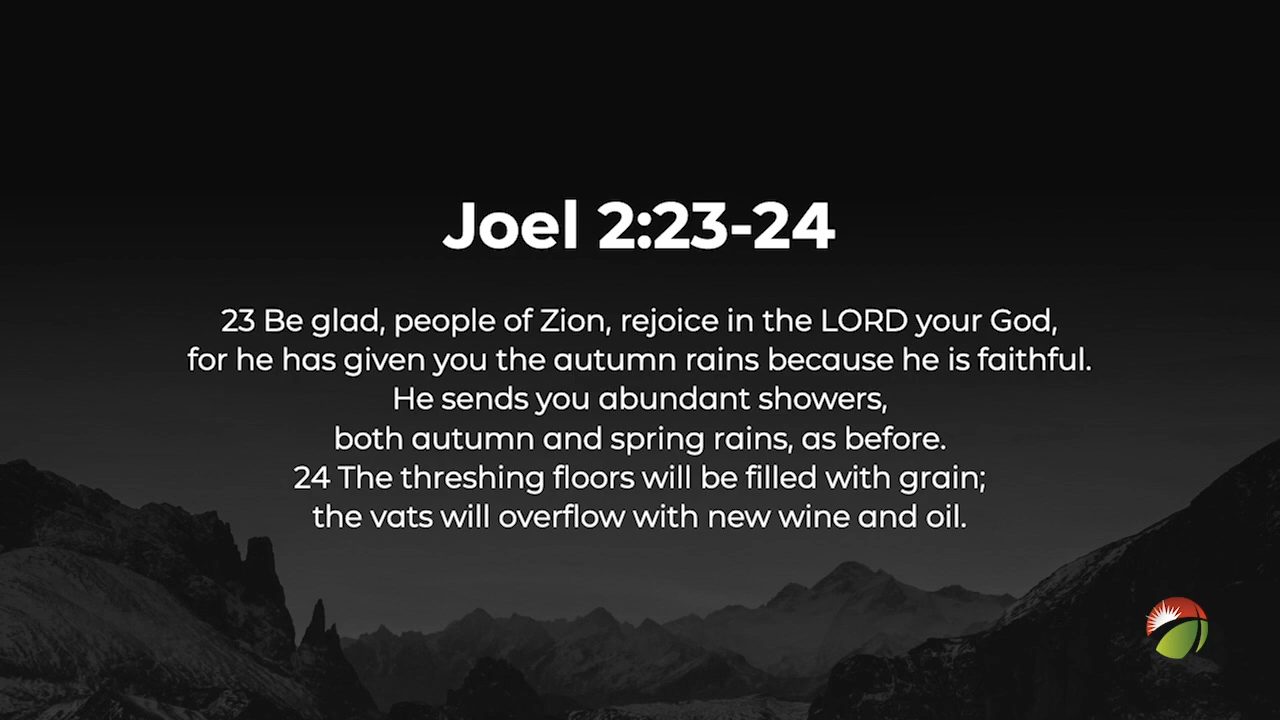 Joel 2:23-24
23 Be glad, people of Zion, rejoice in the LORD your God,
for he has given you the autumn rains because he is faithful.
He sends you abundant showers,
both autumn and spring rains, as before.
24 The threshing floors will be filled with grain;
the vats will overflow with new wine and oil.